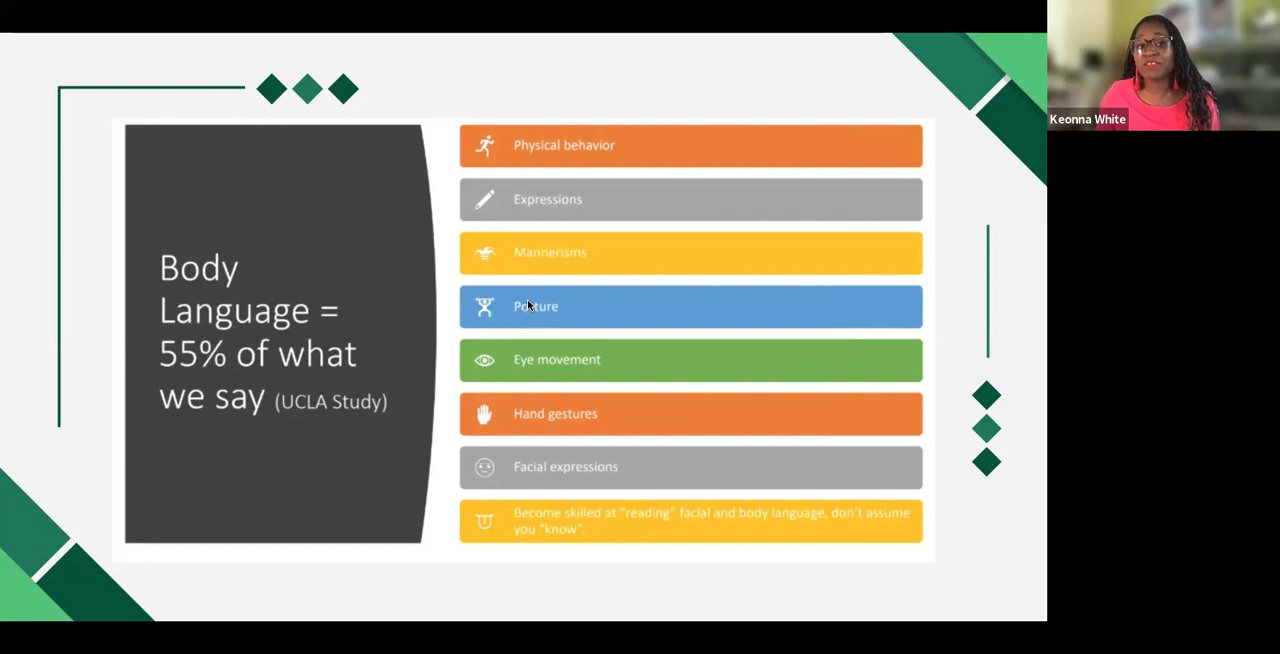 Body
Language =
55% of what
we say (UCLA Study)
Physical behavior
Expressions
Mannerisms
Posture
Eye movement
Hand gestures
Facial expressions
Become skilled at “reading” facial and body language, don’t assume
you “know”.
Keonna White